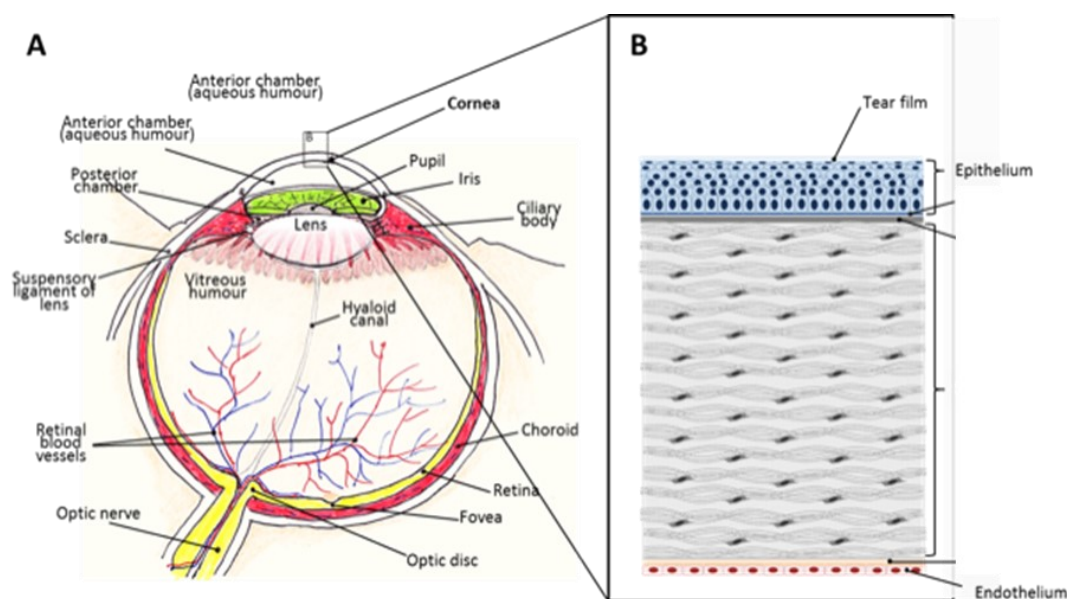 A
B
Anterior chamber
(aqueous humour)
Cornea
Anterior chamber
(aqueous humour)
B
Pupil
Iris
Posterior
chamber
Ciliary
body
Lens
Sclera
Suspensory
ligament of
lens
Vitreous
humour
Hyaloid
canal
Retinal
blood
vessels
Choroid
Retina
Fovea
Optic nerve
Optic disc
Tear film
Epithelium
Endothelium